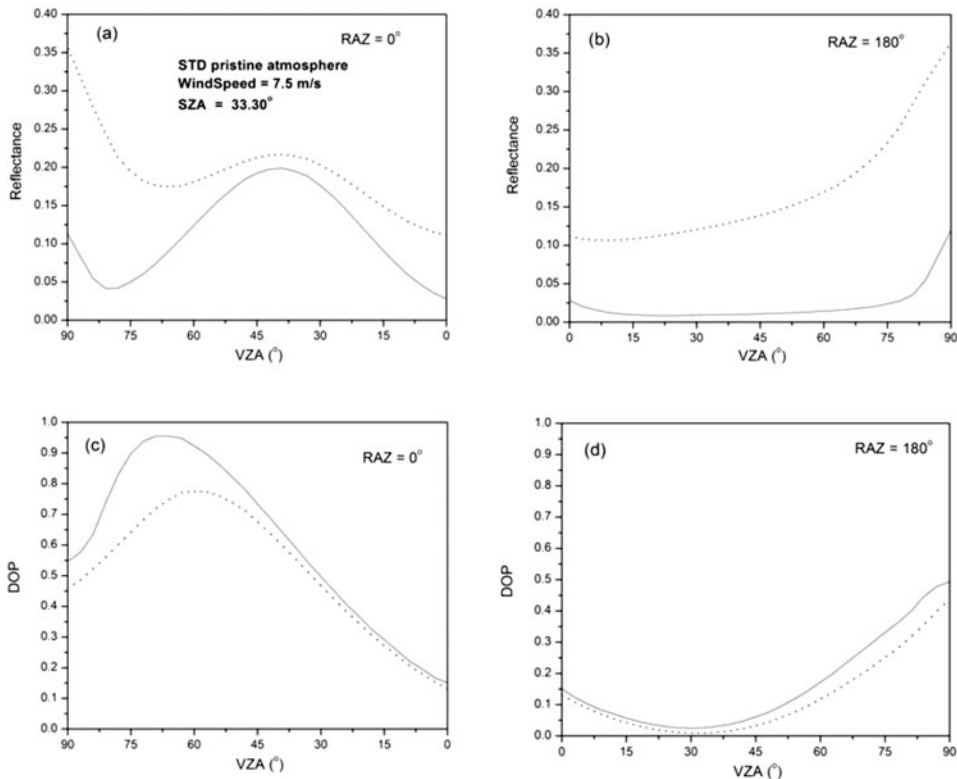 (a)
RAZ = 0°
STD pristine atmosphere
WindSpeed = 7.5 m/s
SZA = 33.30°
Reflectance
0.40
0.35
0.30
0.25
0.20
0.15
0.10
0.05
0.00
90 75 60 45 30 15 0
VZA (°)
(b)
RAZ = 180°
Reflectance
0.40
0.35
0.30
0.25
0.20
0.15
0.10
0.05
0.00
0 15 30 45 60 75 90
VZA (°)
(c)
RAZ = 0°
DOP
1.0
0.9
0.8
0.7
0.6
0.5
0.4
0.3
0.2
0.1
0.0
90 75 60 45 30 15 0
VZA (°)
(d)
RAZ = 180°
DOP
1.0
0.9
0.8
0.7
0.6
0.5
0.4
0.3
0.2
0.1
0.0
0 15 30 45 60 75 90
VZA (°)